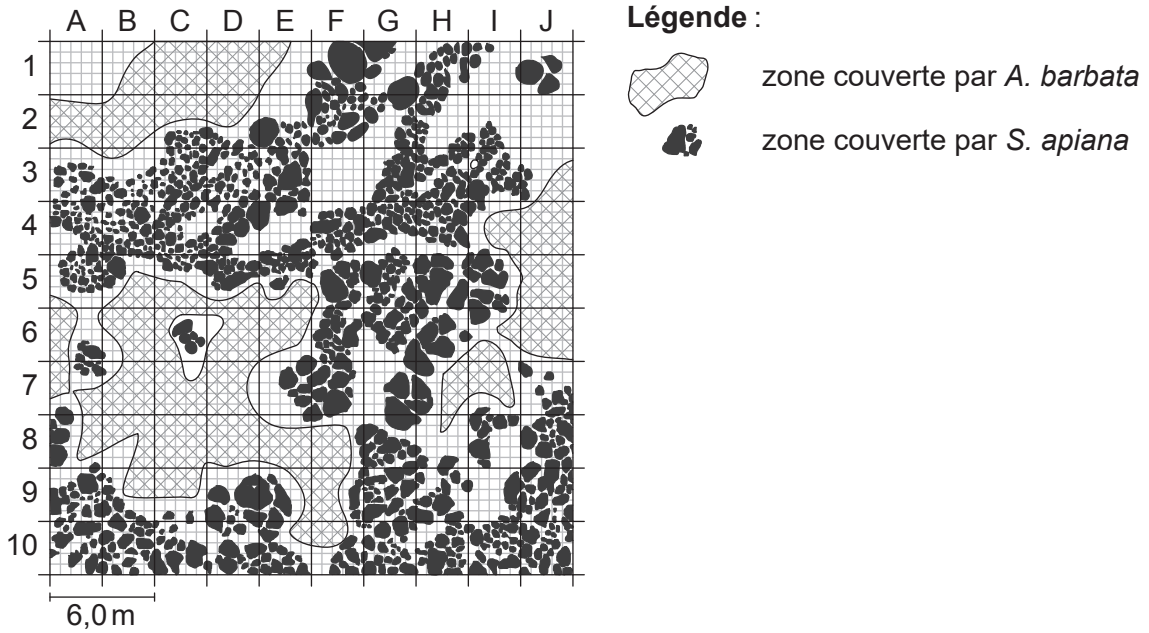 A B C D E F G H I J
Légende :
1
zone couverte par A. barbata
2
zone couverte par S. apiana
3
4
5
6
7
8
9
10
6,0 m